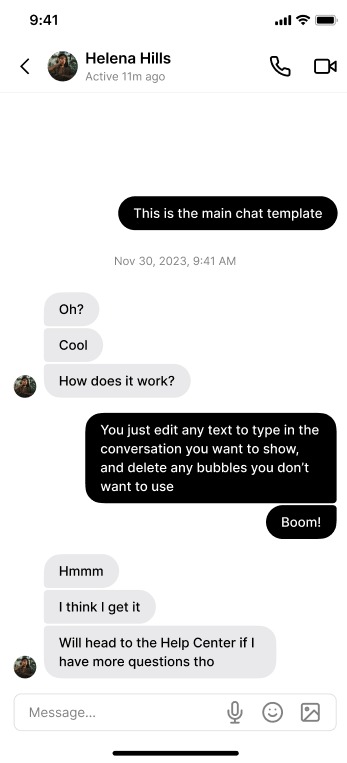 9:41
Helena Hills
Active 11m ago
This is the main chat template
Nov 30, 2023, 9:41 AM
Oh?
Cool
How does it work?
You just edit any text to type in the
conversation you want to show,
and delete any bubbles you don’t
want to use
Boom!
Hmmm
I think I get it
Will head to the Help Center if I
have more questions tho
Message...